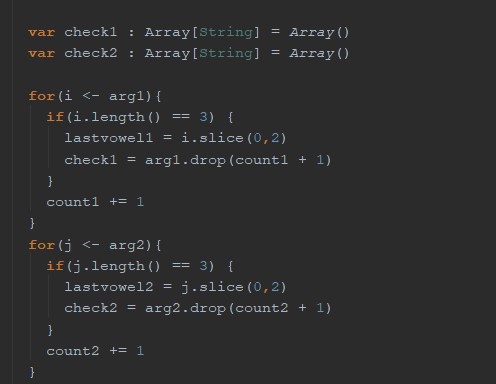 var check1 : Array[String] = Array()
var check2 : Array[String] = Array()
for(i <- arg1){
if(i.length() == 3) {
lastvowel1 = i.slice(0,2)
check1 = arg1.drop(count1 + 1)
}
count1 += 1
}
for(j <- arg2){
if(j.length() == 3) {
lastvowel2 = j.slice(0,2)
check2 = arg2.drop(count2 + 1)
}
count2 += 1
}